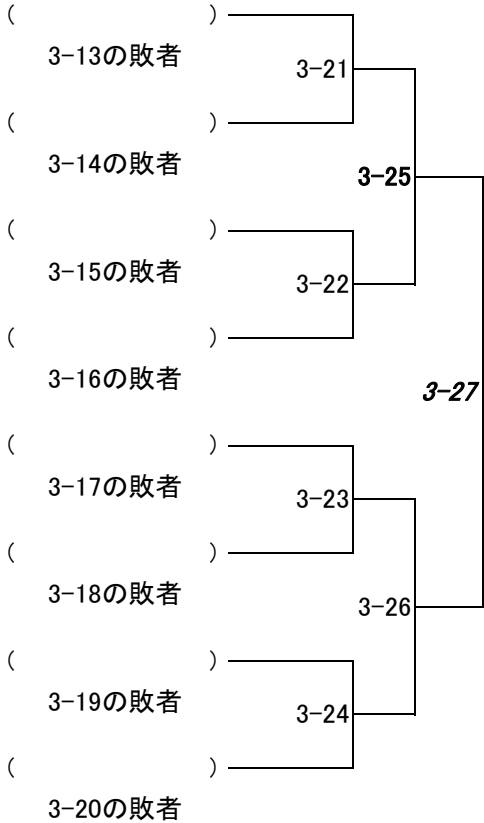 (　　　　　)
3-13の敗者
3-21
(　　　　　)
3-14の敗者
3-25
(　　　　　)
3-15の敗者
3-22
(　　　　　)
3-16の敗者
3-27
(　　　　　)
3-17の敗者
3-23
(　　　　　)
3-18の敗者
3-26
(　　　　　)
3-19の敗者
3-24
(　　　　　)
3-20の敗者